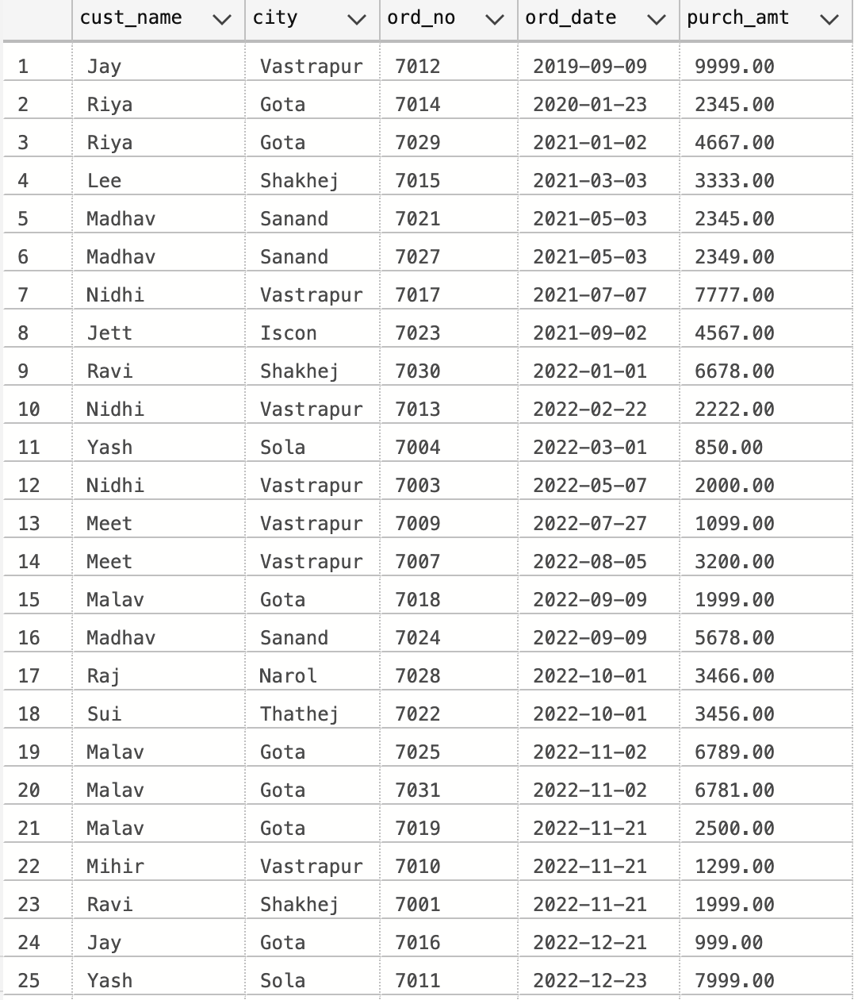 cust_name city ord_no ord_date purch_amt
1 Jay Vastrapur 7012 2019-09-09 9999.00
2 Riya Gota 7014 2020-01-23 2345.00
3 Riya Gota 7029 2021-01-02 4667.00
4 Lee Shakhej 7015 2021-03-03 3333.00
5 Madhav Sanand 7021 2021-05-03 2345.00
6 Madhav Sanand 7027 2021-05-03 2349.00
7 Nidhi Vastrapur 7017 2021-07-07 7777.00
8 Jett Iscon 7023 2021-09-02 4567.00
9 Ravi Shakhej 7030 2022-01-01 6678.00
10 Nidhi Vastrapur 7013 2022-02-22 2222.00
11 Yash Sola 7004 2022-03-01 850.00
12 Nidhi Vastrapur 7003 2022-05-07 2000.00
13 Meet Vastrapur 7009 2022-07-27 1099.00
14 Meet Vastrapur 7007 2022-08-05 3200.00
15 Malav Gota 7018 2022-09-09 1999.00
16 Madhav Sanand 7024 2022-09-09 5678.00
17 Raj Narol 7028 2022-10-01 3466.00
18 Sui Thathej 7022 2022-10-01 3456.00
19 Malav Gota 7025 2022-11-02 6789.00
20 Malav Gota 7031 2022-11-02 6781.00
21 Malav Gota 7019 2022-11-21 2500.00
22 Mihir Vastrapur 7010 2022-11-21 1299.00
23 Ravi Shakhej 7001 2022-11-21 1999.00
24 Jay Gota 7016 2022-12-21 999.00
25 Yash Sola 7011 2022-12-23 7999.00